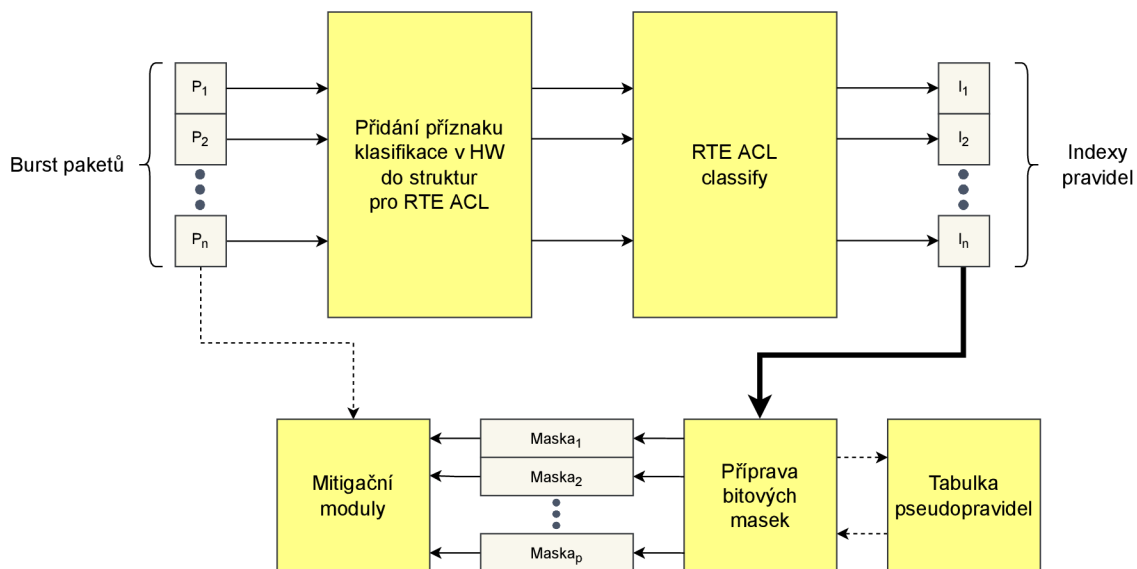 Burst paketů
P1
P2
Pn
Přidání příznaku
klasifikace v HW
do struktur
pro RTE ACL
RTE ACL
classify
I1
I2
In
Indexy
pravidel
Mitigační
moduly
Maska1
Maska2
Maskap
Příprava
bitových
masek
Tabulka
pseudopravidel